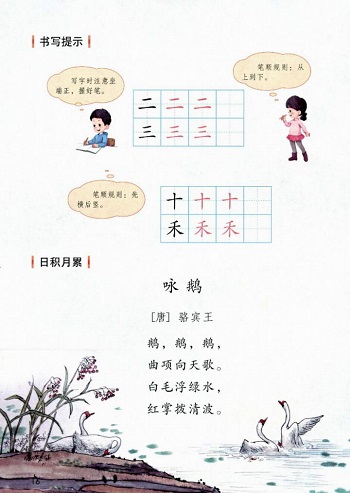 书写提示
写字时注意坐
端正，握好笔。
笔顺规则：从
上到下。
二 二 二
三 三 三
笔顺规则：先
横后竖。
十 十 十
禾 禾 禾
日积月累
咏 鹅
［唐］骆宾王
鹅，鹅，鹅，
曲项向天歌。
白毛浮绿水，
红掌拨清波。